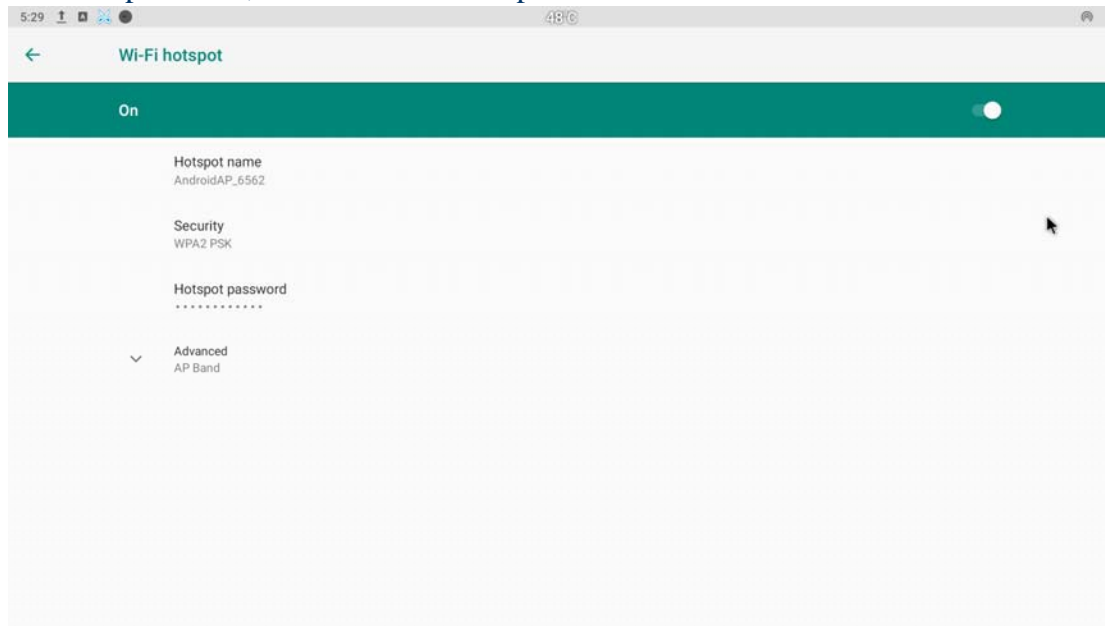 5:29
48°C
Wi-Fi hotspot
On
Hotspot name
AndroidAP_6562
Security
WPA2 PSK
Hotspot password
············
Advanced
AP Band